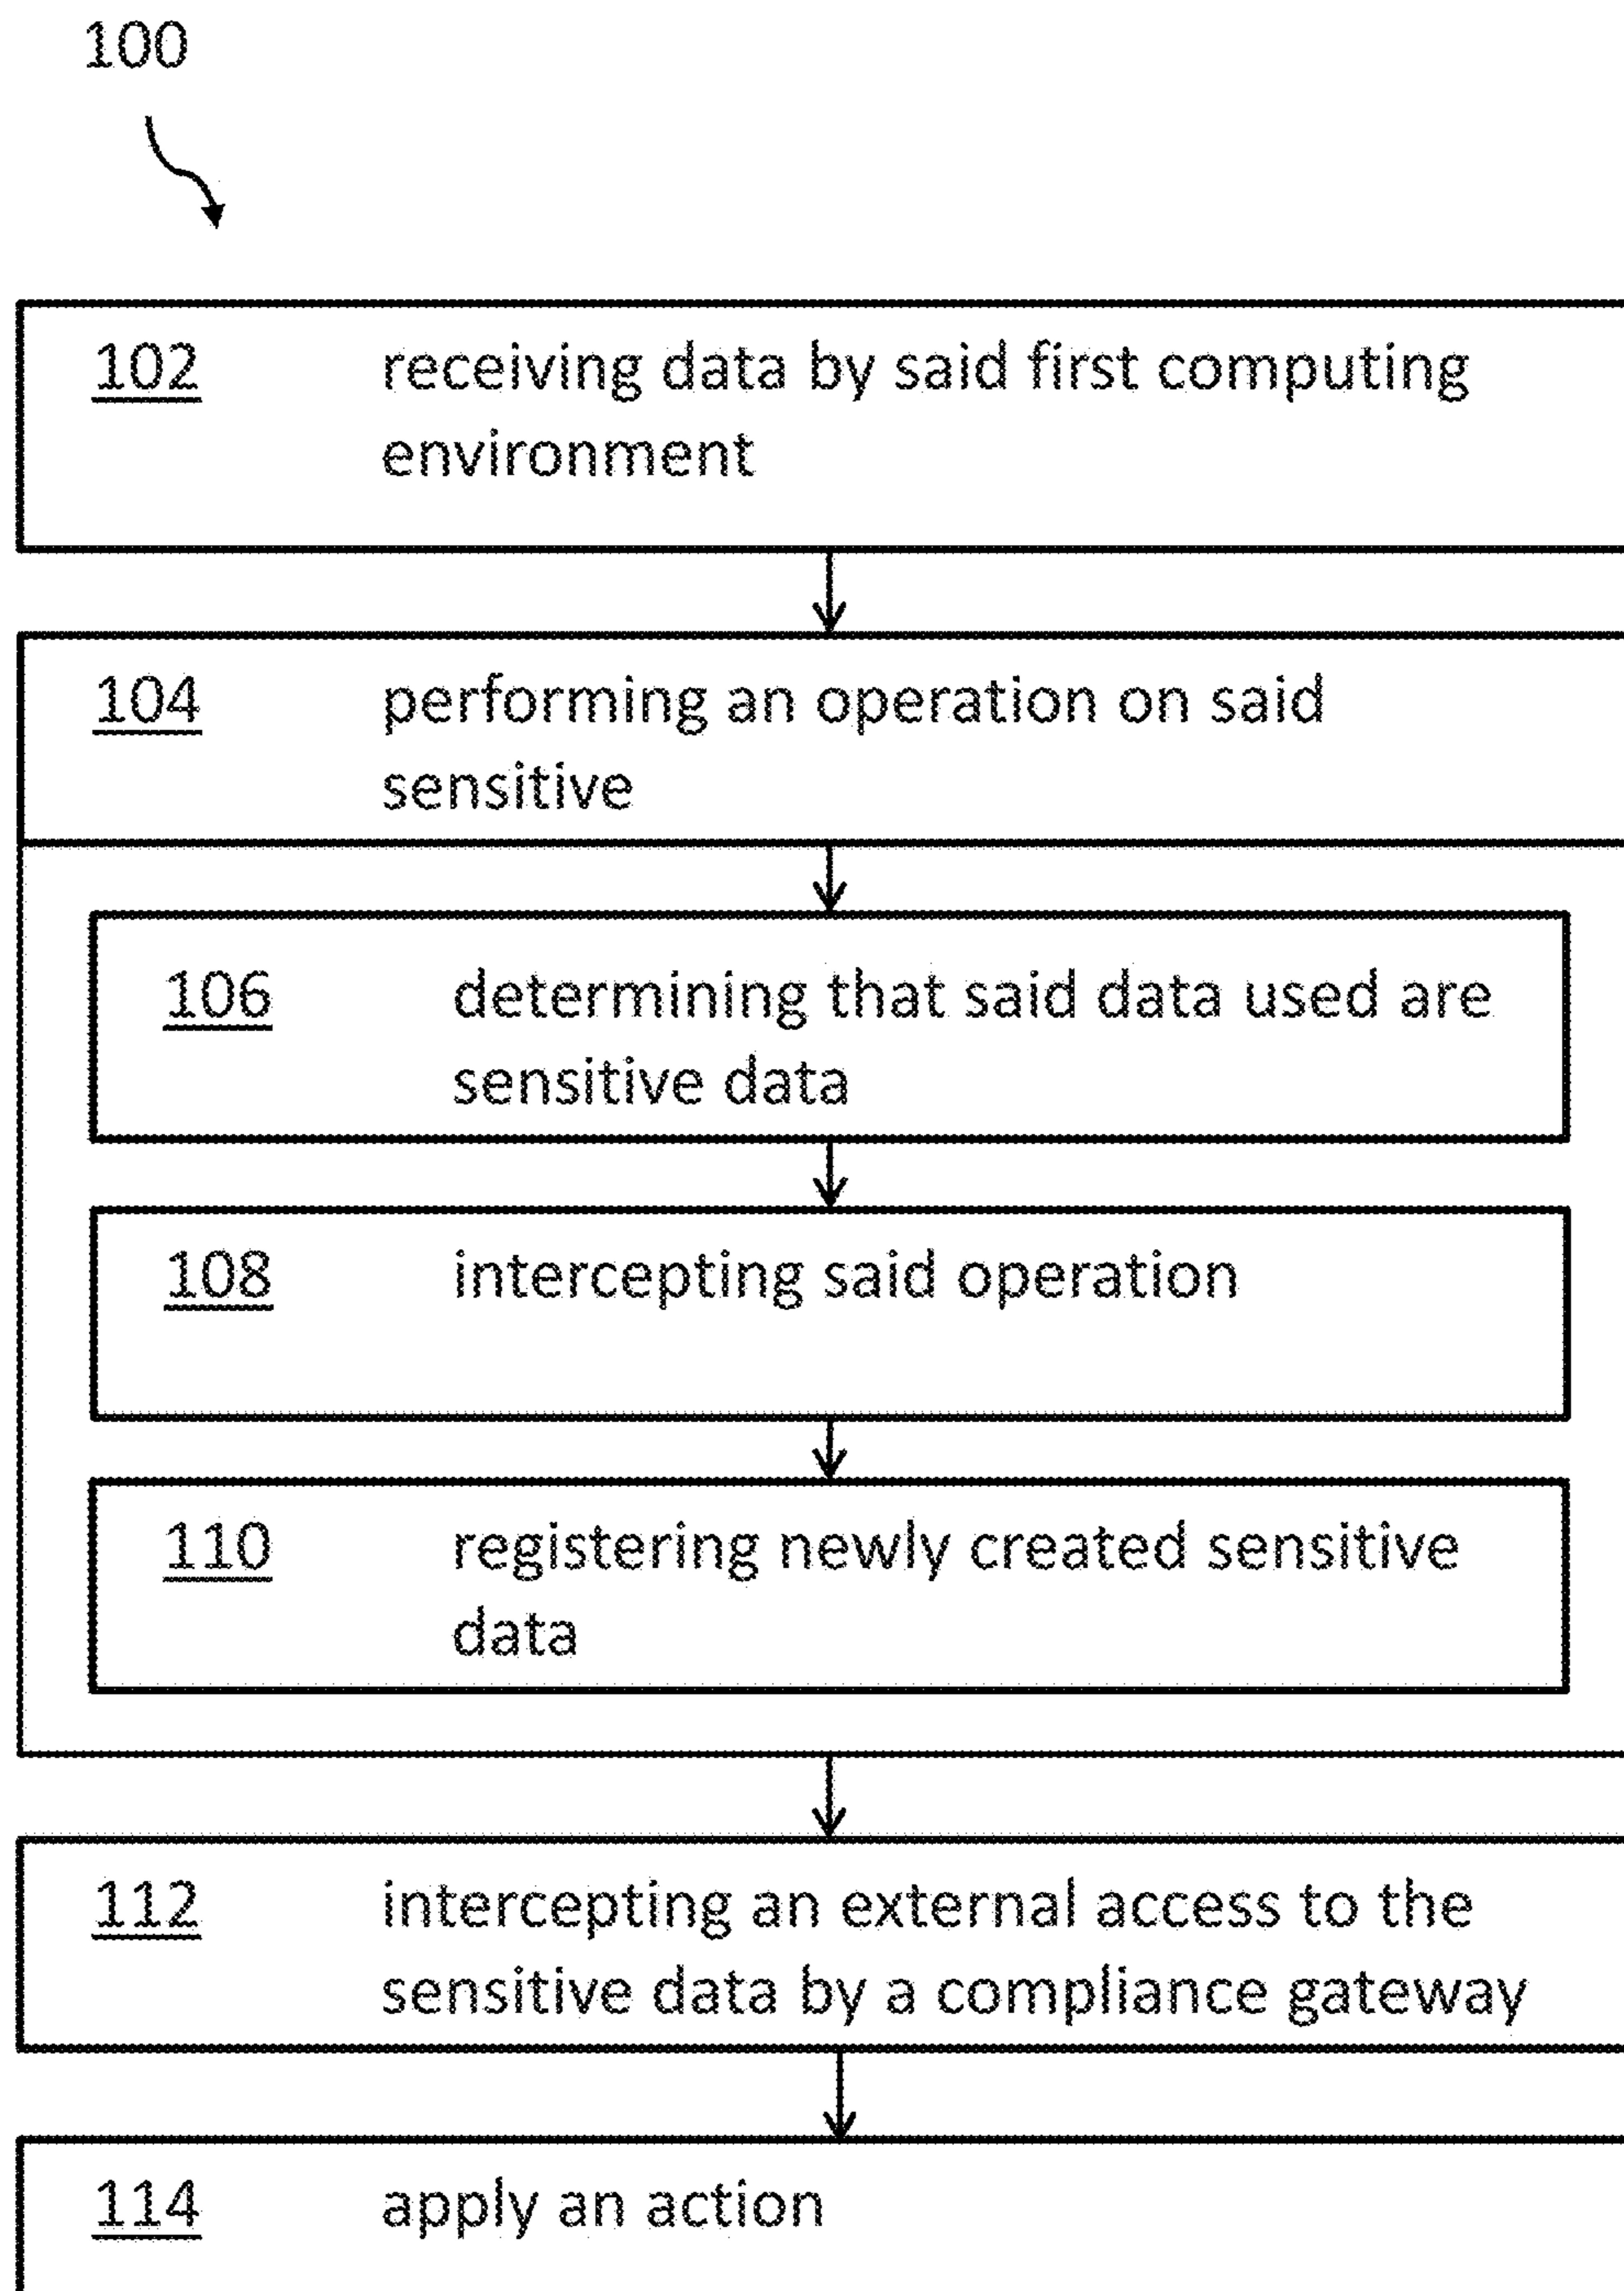 100
102 receiving data by said first computing
environment
104 performing an operation on said
sensitive
106 determining that said data used are
sensitive data
108 intercepting said operation
110 registering newly created sensitive
data
112 intercepting an external access to the
sensitive data by a compliance gateway
114 apply an action